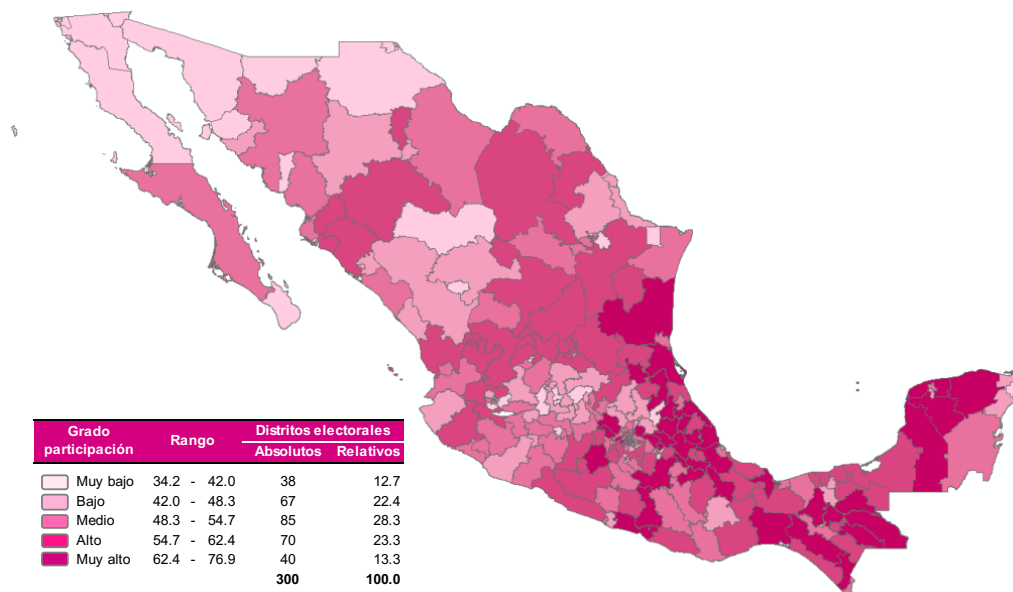 Grado participación Rango Distritos electorales
Absolutos Relativos
Muy bajo 34.2 - 42.0 38 12.7
Bajo 42.0 - 48.3 67 22.4
Medio 48.3 - 54.7 85 28.3
Alto 54.7 - 62.4 70 23.3
Muy alto 62.4 - 76.9 40 13.3
300 100.0